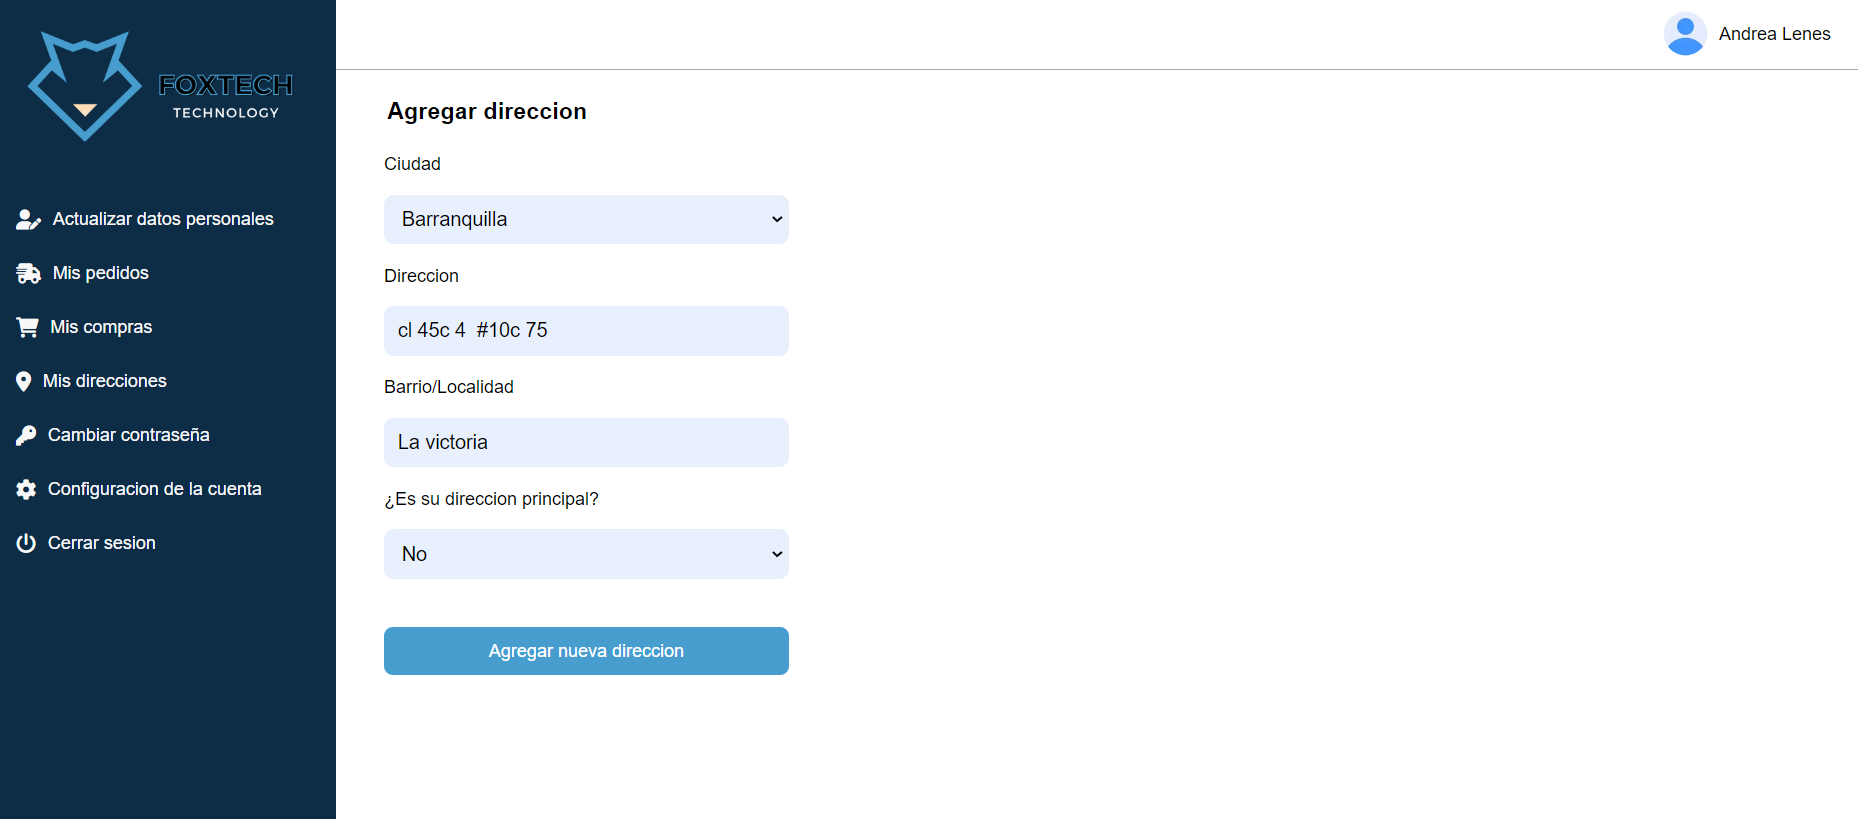 FOXTECH
TECHNOLOGY
Actualizar datos personales
Mis pedidos
Mis compras
Mis direcciones
Cambiar contraseña
Configuracion de la cuenta
Cerrar sesion
Andrea Lenes
Agregar direccion
Ciudad
Barranquilla
Direccion
cl 45c 4  #10c 75
Barrio/Localidad
La victoria
¿Es su direccion principal?
No
Agregar nueva direccion